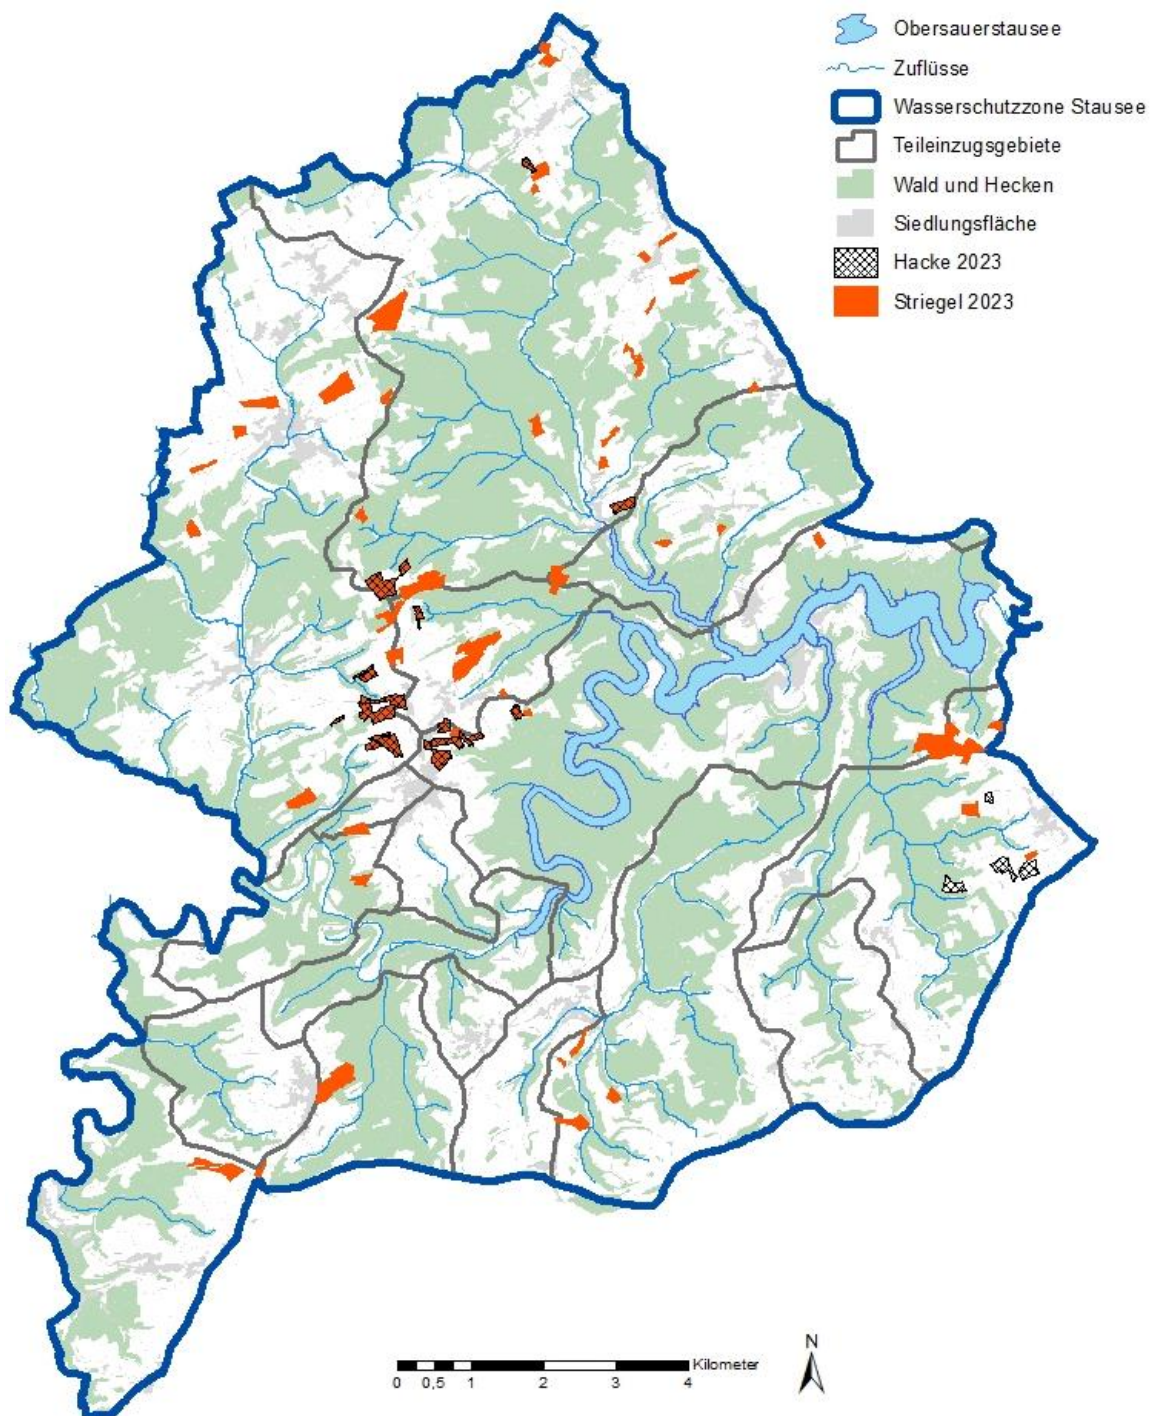 Obersauerstausee
Zuflüsse
Wasserschutzzone Stausee
Teileinzugsgebiete
Wald und Hecken
Siedlungsfläche
Hacke 2023
Striegel 2023
N
Kilometer
0 0,5 1 2 3 4